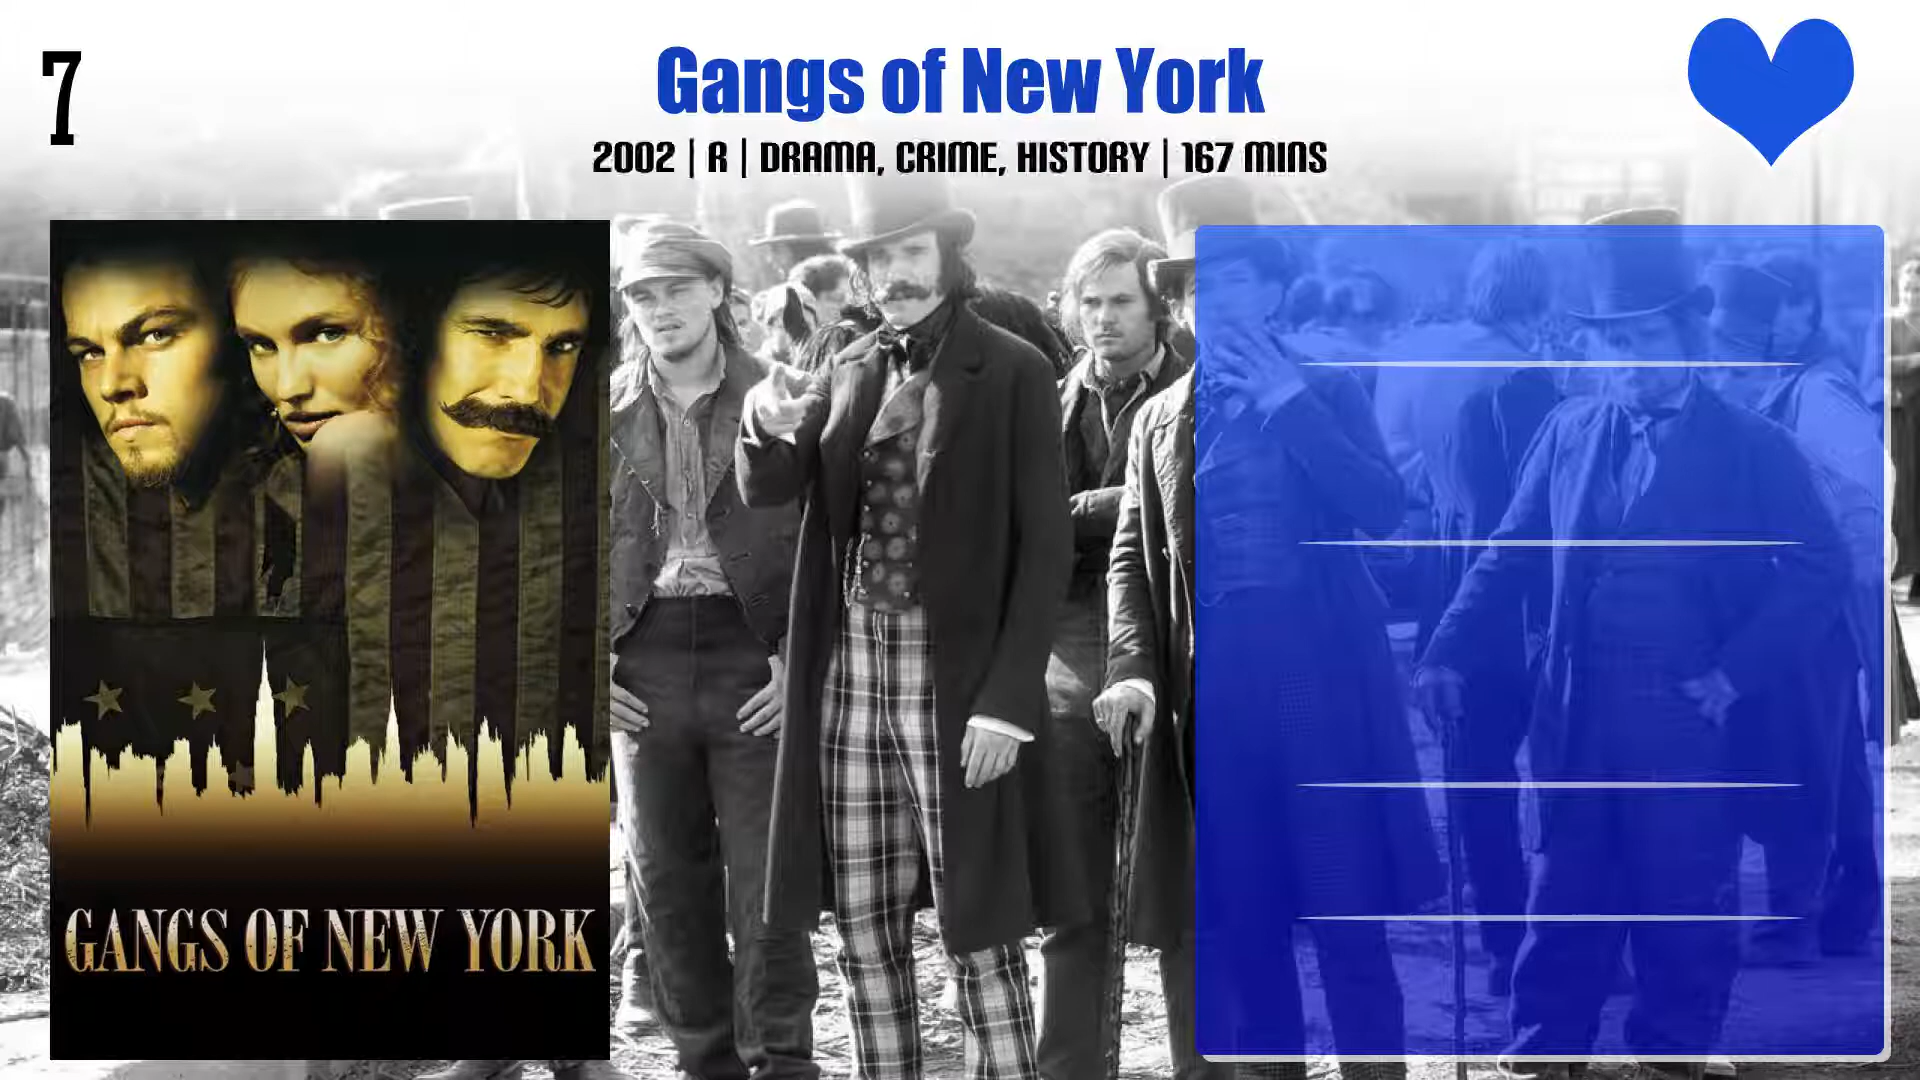 7
Gangs of New York
2002 | R | DRAMA, CRIME, HISTORY | 167 MINS
GANGS OF NEW YORK